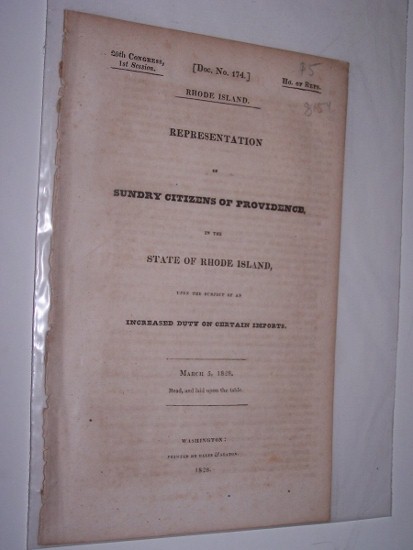 20th Congress, [Doc. No. 174.] Ho. of Reps.
1st Session.
RHODE ISLAND.
REPRESENTATION
OF
SUNDRY CITIZENS OF PROVIDENCE,
IN THE
STATE OF RHODE ISLAND,
UPON THE SUBJECT OF AN
INCREASED DUTY ON CERTAIN IMPORTS.
March 3, 1828.
Read, and laid upon the table.
WASHINGTON:
PRINTED BY GALES & SEATON.
1828.